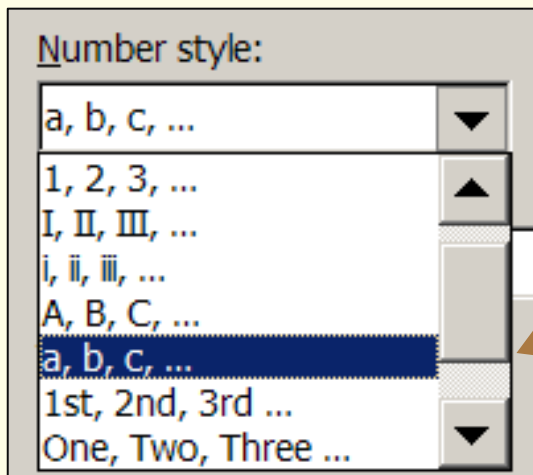 Number style:
a, b, c, ...
1, 2, 3, ...
I, II, III, ...
i, ii, iii, ...
A, B, C, ...
a, b, c, ...
1st, 2nd, 3rd ...
One, Two, Three ...